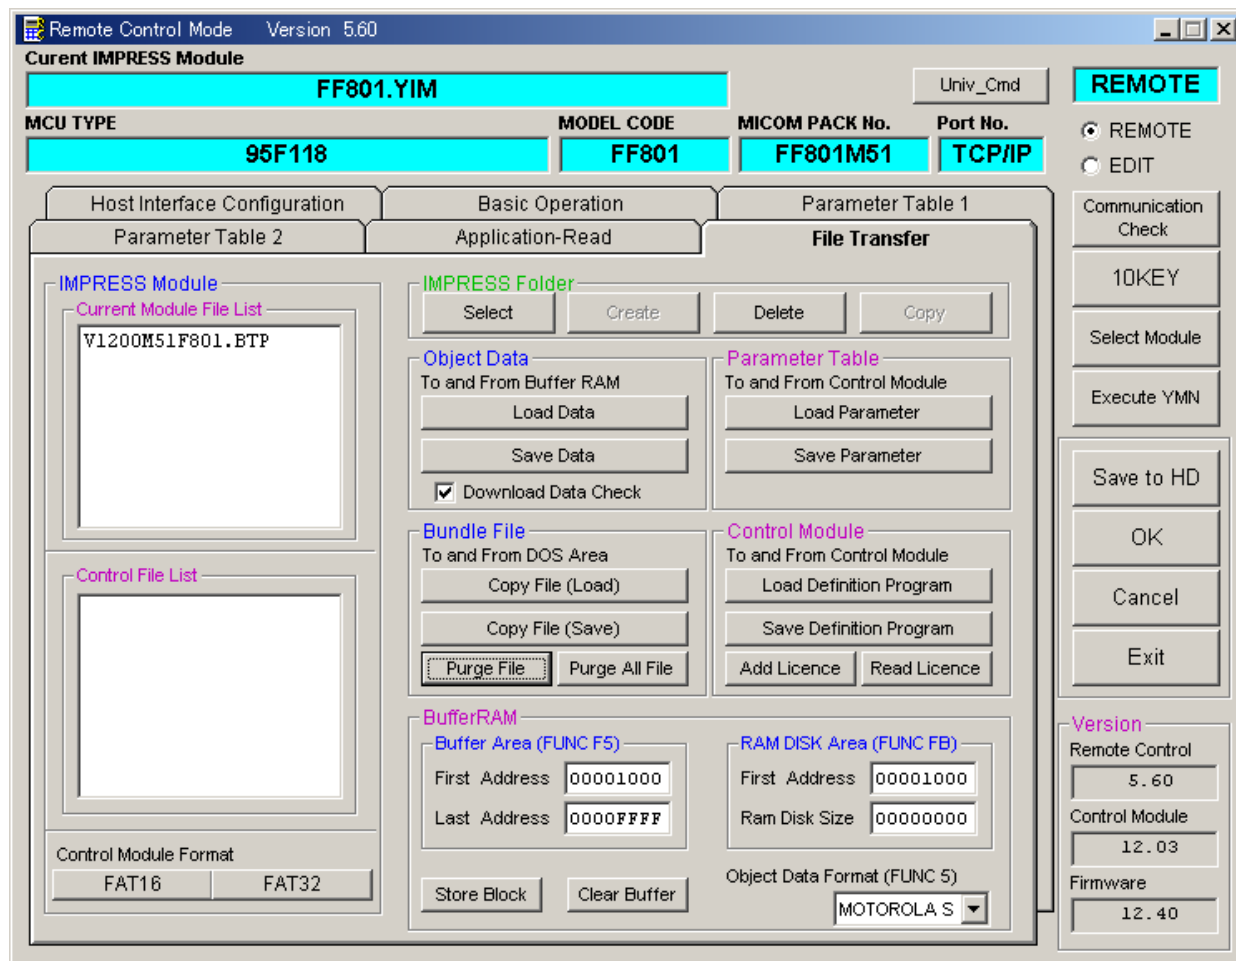 Remote Control Mode Version 5.60
Curent IMPRESS Module
FF801.YIM
Univ_Cmd
REMOTE
MCU TYPE
MODEL CODE
MICOM PACK No.
Port No.
95F118
FF801
FF801M51
TCP/IP
REMOTE
EDIT
Host Interface Configuration
Basic Operation
Parameter Table 1
Parameter Table 2
Application-Read
File Transfer
IMPRESS Module
Current Module File List
V1200M51F801.BTP
Control File List
Control Module Format
FAT16
FAT32
IMPRESS Folder
Select
Create
Delete
Copy
Object Data
To and From Buffer RAM
Load Data
Save Data
Download Data Check
Parameter Table
To and From Control Module
Load Parameter
Save Parameter
Bundle File
To and From DOS Area
Copy File (Load)
Copy File (Save)
Purge File
Purge All File
Control Module
To and From Control Module
Load Definition Program
Save Definition Program
Add Licence
Read Licence
BufferRAM
Buffer Area (FUNC F5)
First Address 00001000
Last Address 0000FFFF
RAM DISK Area (FUNC FB)
First Address 00001000
Ram Disk Size 00000000
Store Block
Clear Buffer
Object Data Format (FUNC 5)
MOTOROLA S
Communication
Check
10KEY
Select Module
Execute YMN
Save to HD
OK
Cancel
Exit
Version
Remote Control
5.60
Control Module
12.03
Firmware
12.40